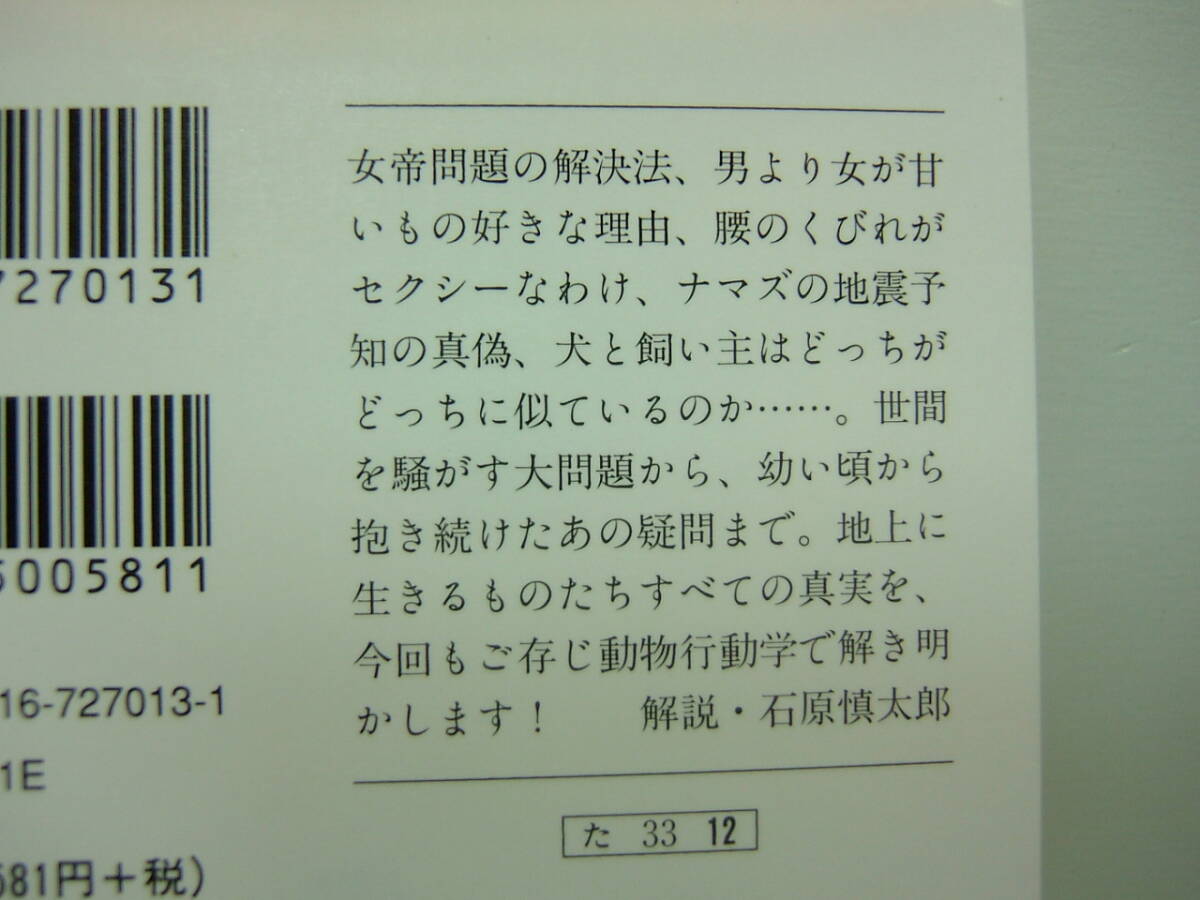 7270131
5005811
16-727013-1
1E
581円+税)
女帝問題の解決法、男より女が甘
いもの好きな理由、腰のくびれが
セクシーなわけ、ナマズの地震予
知の真偽、犬と飼い主はどっちが
どっちに似ているのか……。世間
を騒がす大問題から、幼い頃から
抱き続けたあの疑問まで。地上に
生きるものたちすべての真実を、
今回もご存じ動物行動学で解き明
かします!　　解説・石原慎太郎
た 33 12